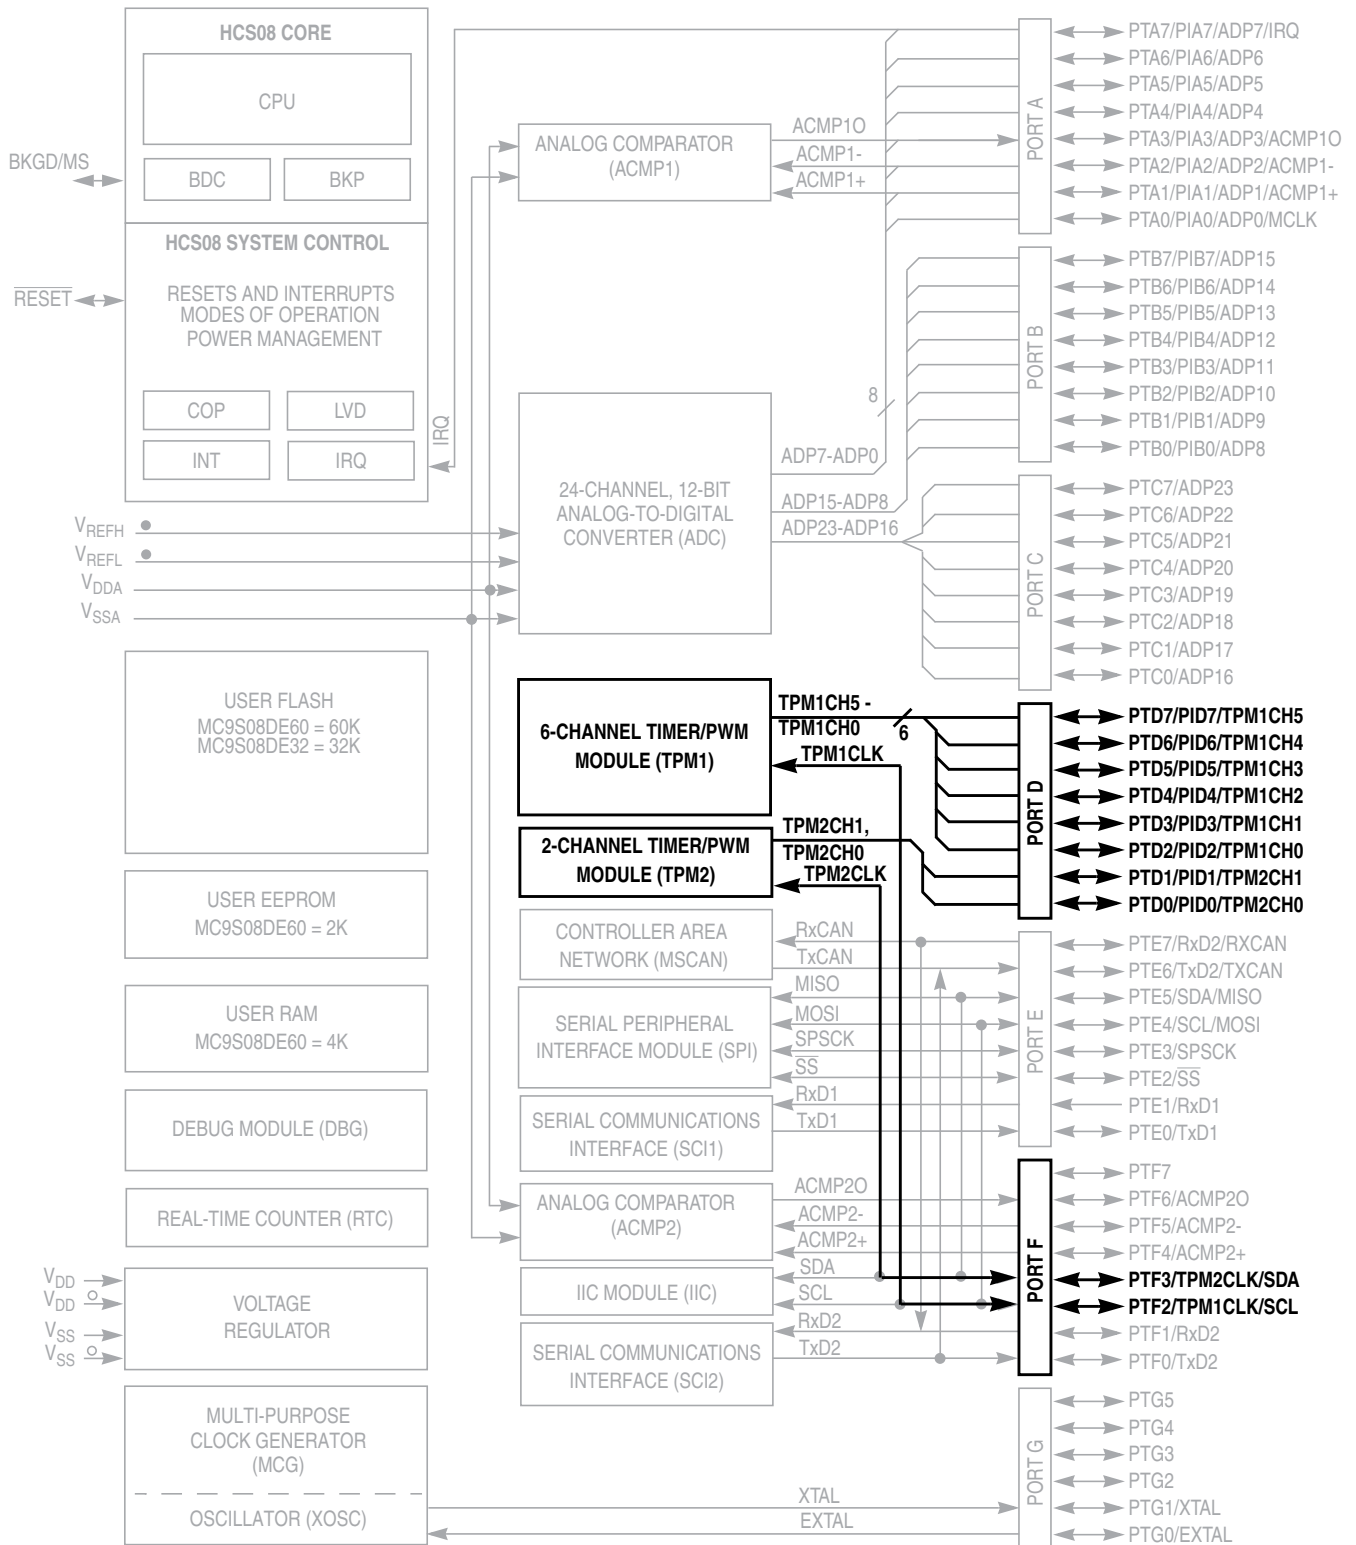 HCS08 CORE
CPU
BDC
BKP
BKGD/MS
HCS08 SYSTEM CONTROL
RESETS AND INTERRUPTS
MODES OF OPERATION
POWER MANAGEMENT
RESET
COP
LVD
INT
IRQ
IRQ
VREFH
VREFL
VDDA
VSSA
USER FLASH
MC9S08DE60 = 60K
MC9S08DE32 = 32K
USER EEPROM
MC9S08DE60 = 2K
USER RAM
MC9S08DE60 = 4K
DEBUG MODULE (DBG)
REAL-TIME COUNTER (RTC)
VDD
VDD
VSS
VSS
VOLTAGE
REGULATOR
MULTI-PURPOSE
CLOCK GENERATOR
(MCG)
OSCILLATOR (XOSC)
ANALOG COMPARATOR
(ACMP1)
ACMP1O
ACMP1-
ACMP1+
24-CHANNEL, 12-BIT
ANALOG-TO-DIGITAL
CONVERTER (ADC)
8
ADP7-ADP0
ADP15-ADP8
ADP23-ADP16
6-CHANNEL TIMER/PWM
MODULE (TPM1)
TPM1CH5 -
TPM1CH0
6
TPM1CLK
2-CHANNEL TIMER/PWM
MODULE (TPM2)
TPM2CH1,
TPM2CH0
TPM2CLK
CONTROLLER AREA
NETWORK (MSCAN)
RxCAN
TxCAN
SERIAL PERIPHERAL
INTERFACE MODULE (SPI)
MISO
MOSI
SPSCK
SS
SERIAL COMMUNICATIONS
INTERFACE (SCI1)
RxD1
TxD1
ANALOG COMPARATOR
(ACMP2)
ACMP2O
ACMP2-
ACMP2+
IIC MODULE (IIC)
SDA
SCL
SERIAL COMMUNICATIONS
INTERFACE (SCI2)
RxD2
TxD2
XTAL
EXTAL
PORT A
PTA7/PIA7/ADP7/IRQ
PTA6/PIA6/ADP6
PTA5/PIA5/ADP5
PTA4/PIA4/ADP4
PTA3/PIA3/ADP3/ACMP1O
PTA2/PIA2/ADP2/ACMP1-
PTA1/PIA1/ADP1/ACMP1+
PTA0/PIA0/ADP0/MCLK
PORT B
PTB7/PIB7/ADP15
PTB6/PIB6/ADP14
PTB5/PIB5/ADP13
PTB4/PIB4/ADP12
PTB3/PIB3/ADP11
PTB2/PIB2/ADP10
PTB1/PIB1/ADP9
PTB0/PIB0/ADP8
PORT C
PTC7/ADP23
PTC6/ADP22
PTC5/ADP21
PTC4/ADP20
PTC3/ADP19
PTC2/ADP18
PTC1/ADP17
PTC0/ADP16
PORT D
PTD7/PID7/TPM1CH5
PTD6/PID6/TPM1CH4
PTD5/PID5/TPM1CH3
PTD4/PID4/TPM1CH2
PTD3/PID3/TPM1CH1
PTD2/PID2/TPM1CH0
PTD1/PID1/TPM2CH1
PTD0/PID0/TPM2CH0
PORT E
PTE7/RxD2/RXCAN
PTE6/TxD2/TXCAN
PTE5/SDA/MISO
PTE4/SCL/MOSI
PTE3/SPSCK
PTE2/SS
PTE1/RxD1
PTE0/TxD1
PORT F
PTF7
PTF6/ACMP2O
PTF5/ACMP2-
PTF4/ACMP2+
PTF3/TPM2CLK/SDA
PTF2/TPM1CLK/SCL
PTF1/RxD2
PTF0/TxD2
PORT G
PTG5
PTG4
PTG3
PTG2
PTG1/XTAL
PTG0/EXTAL